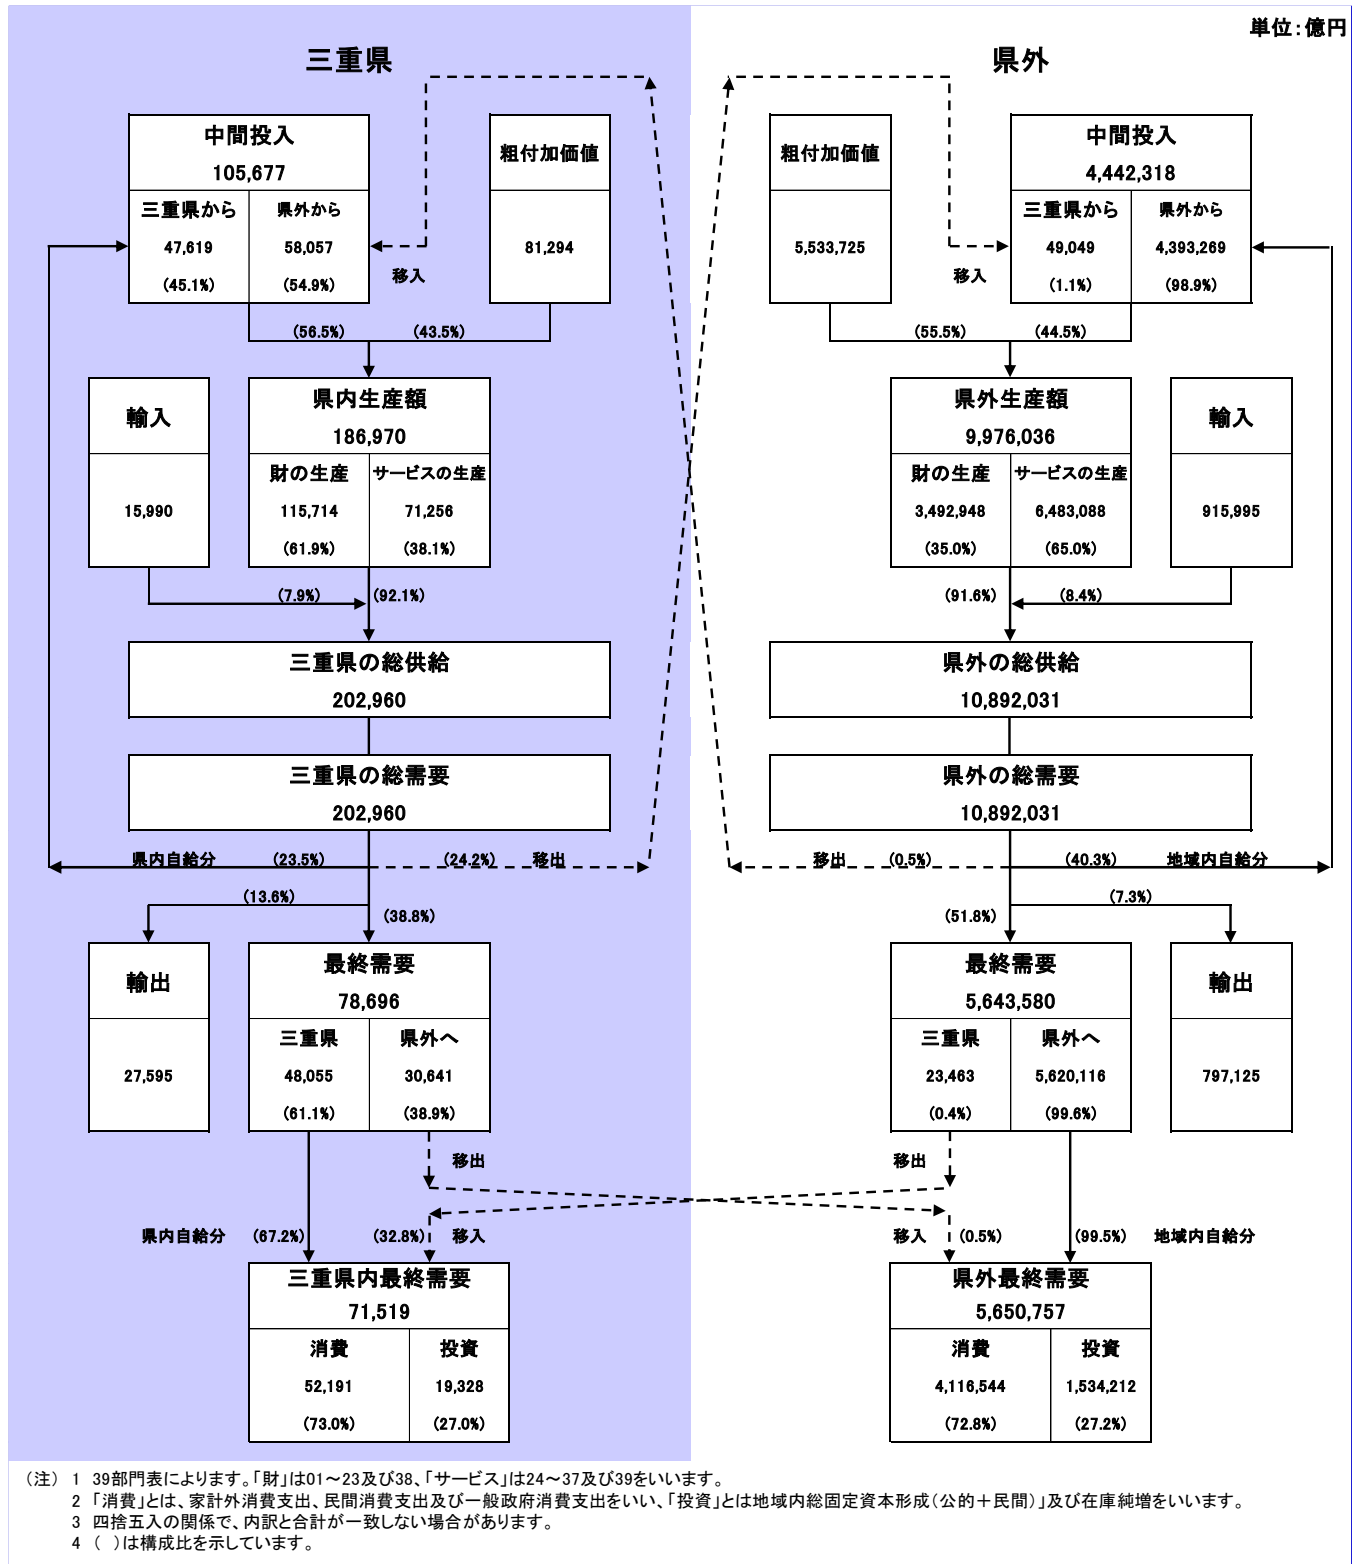 単位：億円
三重県
県外
中間投入
105,677
三重県から
県外から
47,619
58,057
(45.1%)
(54.9%)
粗付加価値
81,294
移入
(56.5%)
(43.5%)
粗付加価値
5,533,725
中間投入
4,442,318
三重県から
県外から
49,049
4,393,269
(1.1%)
(98.9%)
移入
(55.5%)
(44.5%)
輸入
15,990
県内生産額
186,970
財の生産
サービスの生産
115,714
71,256
(61.9%)
(38.1%)
(7.9%)
(92.1%)
県外生産額
9,976,036
財の生産
サービスの生産
3,492,948
6,483,088
(35.0%)
(65.0%)
輸入
915,995
(91.6%)
(8.4%)
三重県の総供給
202,960
県外の総供給
10,892,031
三重県の総需要
202,960
県外の総需要
10,892,031
県内自給分
(23.5%)
(24.2%)
移出
移出
(0.5%)
(40.3%)
地域内自給分
(13.6%)
(38.8%)
(51.8%)
(7.3%)
輸出
27,595
最終需要
78,696
三重県
県外へ
48,055
30,641
(61.1%)
(38.9%)
最終需要
5,643,580
三重県
県外へ
23,463
5,620,116
(0.4%)
(99.6%)
輸出
797,125
移出
移出
県内自給分
(67.2%)
(32.8%)
移入
移入
(0.5%)
(99.5%)
地域内自給分
三重県内最終需要
71,519
消費
投資
52,191
19,328
(73.0%)
(27.0%)
県外最終需要
5,650,757
消費
投資
4,116,544
1,534,212
(72.8%)
(27.2%)
（注） 1 39部門表によります。「財」は01～23及び38、「サービス」は24～37及び39をいいます。
2 「消費」とは、家計外消費支出、民間消費支出及び一般政府消費支出をいい、「投資」とは地域内総固定資本形成（公的＋民間）」及び在庫純増をいいます。
3 四捨五入の関係で、内訳と合計が一致しない場合があります。
4 （ ）は構成比を示しています。